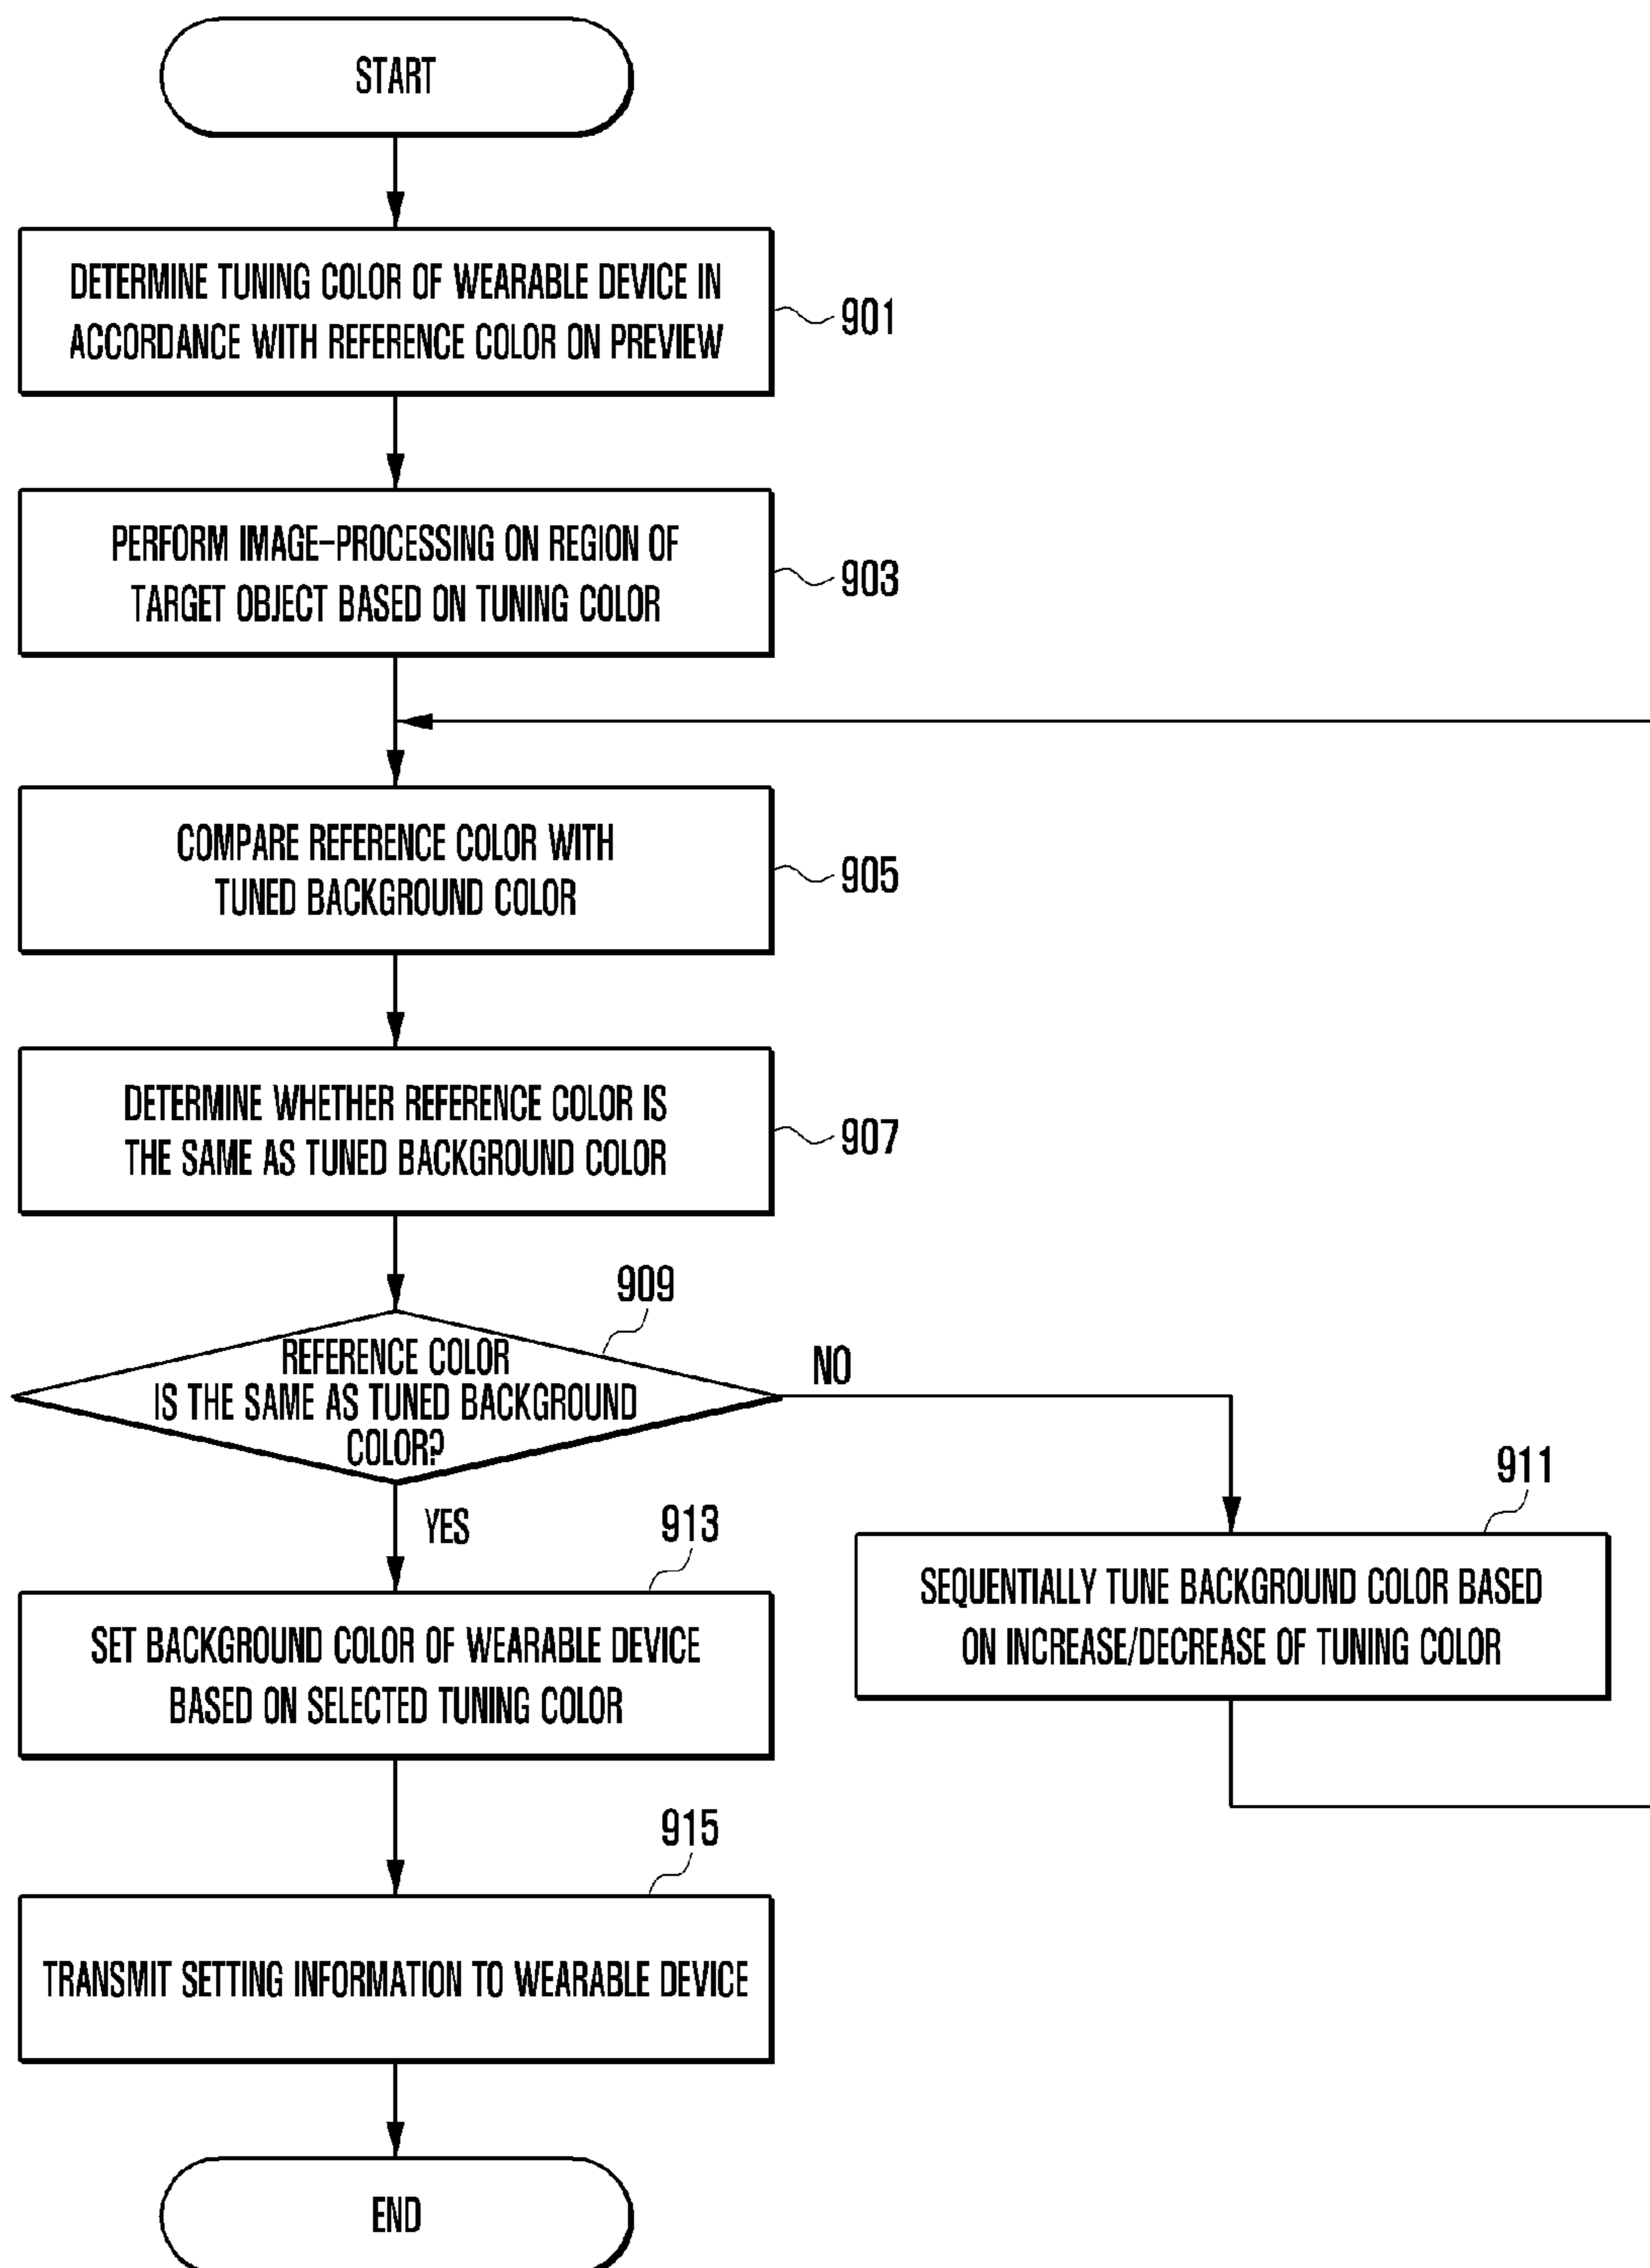 START
DETERMINE TUNING COLOR OF WEARABLE DEVICE IN
ACCORDANCE WITH REFERENCE COLOR ON PREVIEW
901
PERFORM IMAGE-PROCESSING ON REGION OF
TARGET OBJECT BASED ON TUNING COLOR
903
COMPARE REFERENCE COLOR WITH
TUNED BACKGROUND COLOR
905
DETERMINE WHETHER REFERENCE COLOR IS
THE SAME AS TUNED BACKGROUND COLOR
907
909
REFERENCE COLOR
IS THE SAME AS TUNED BACKGROUND
COLOR?
NO
YES
911
SEQUENTIALLY TUNE BACKGROUND COLOR BASED
ON INCREASE/DECREASE OF TUNING COLOR
913
SET BACKGROUND COLOR OF WEARABLE DEVICE
BASED ON SELECTED TUNING COLOR
915
TRANSMIT SETTING INFORMATION TO WEARABLE DEVICE
END